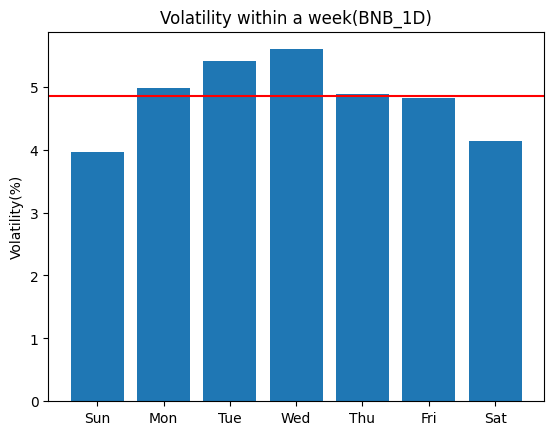 Volatility within a week(BNB_1D)
Volatility(%)
5
4
3
2
1
0
Sun Mon Tue Wed Thu Fri Sat